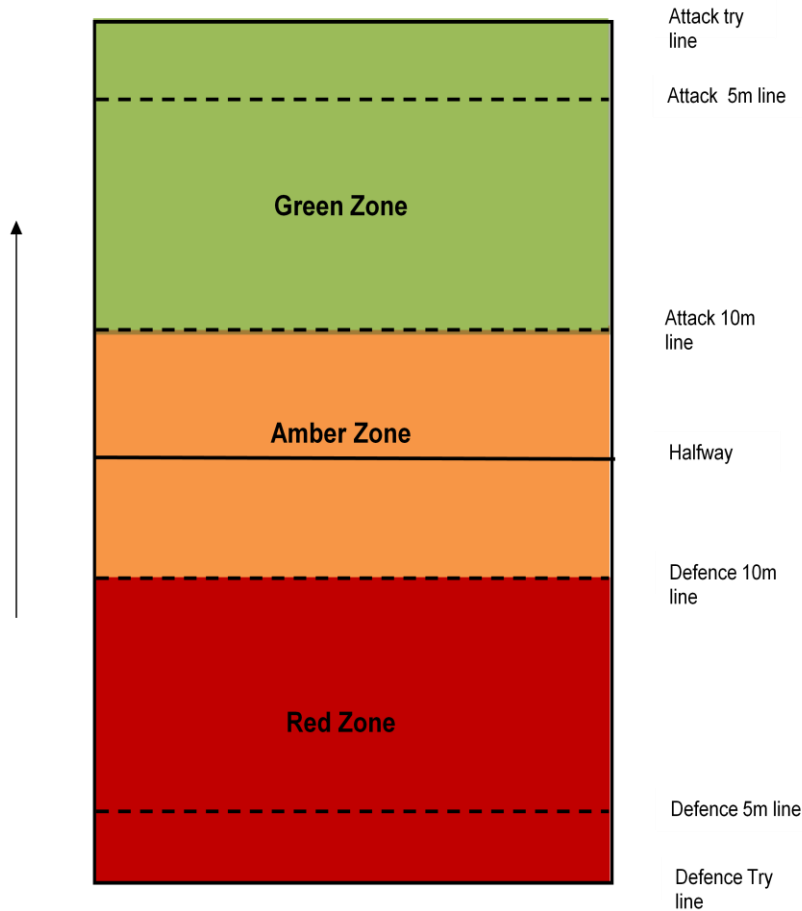 Attack try
line
Attack 5m line
Green Zone
Attack 10m
line
Amber Zone
Halfway
Defence 10m
line
Red Zone
Defence 5m line
Defence Try
line